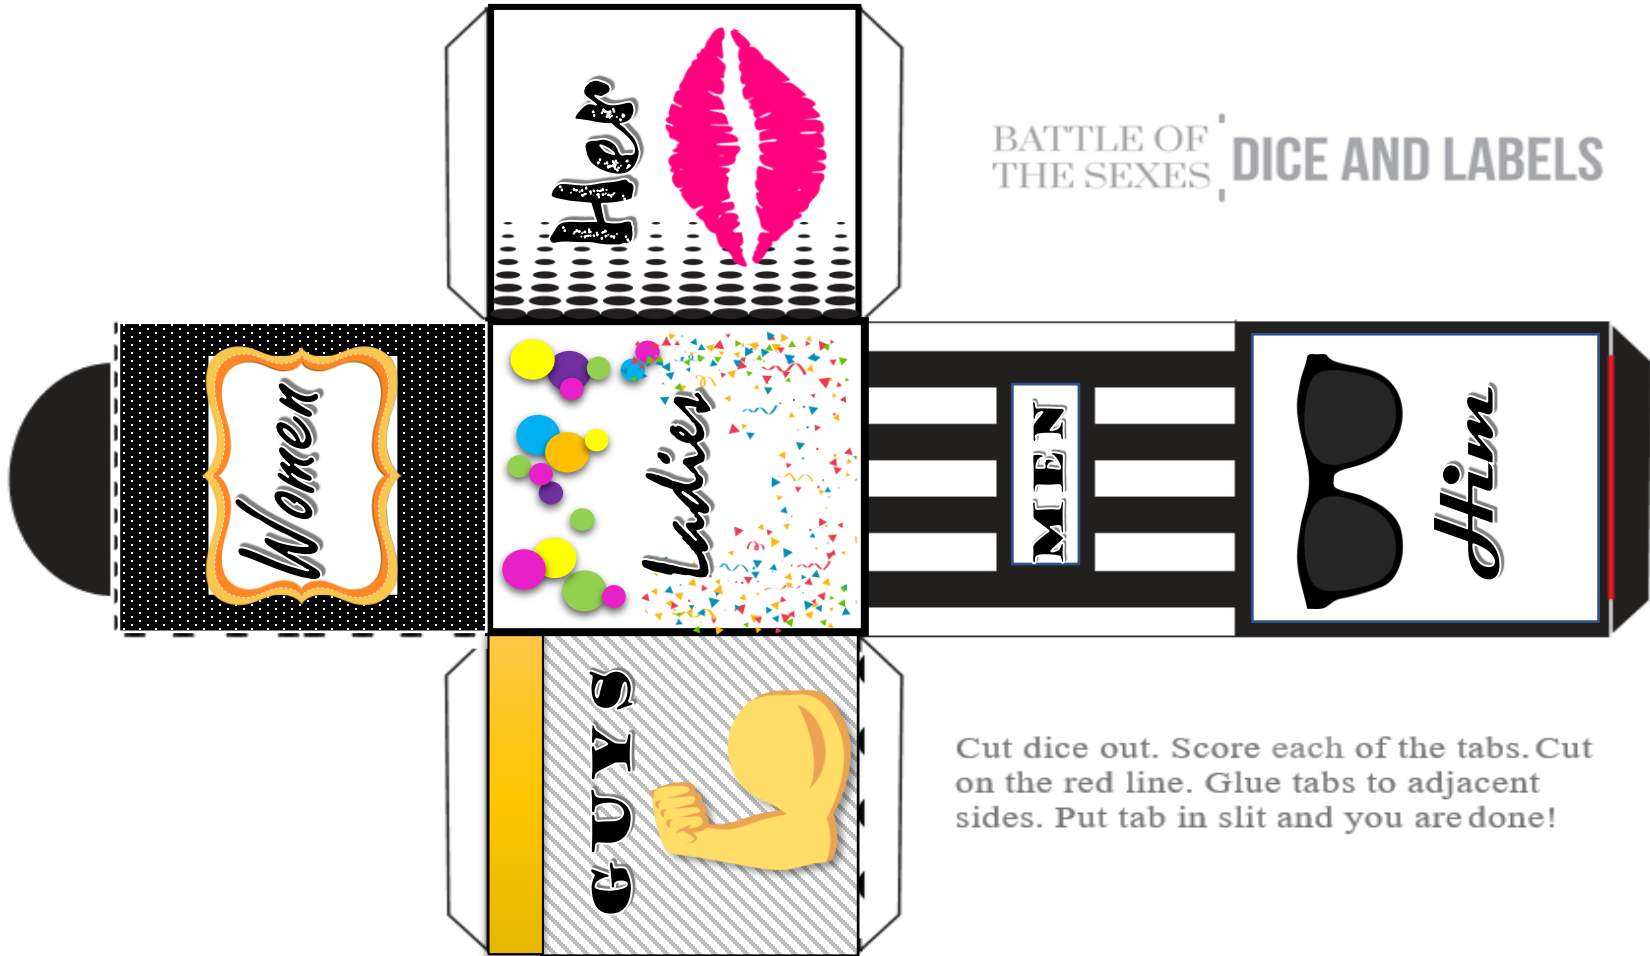 Her
BATTLE OF
THE SEXES
DICE AND LABELS
Women
Ladies
MEN
Him
GUYS
Cut dice out. Score each of the tabs. Cut
on the red line. Glue tabs to adjacent
sides. Put tab in slit and you are done!